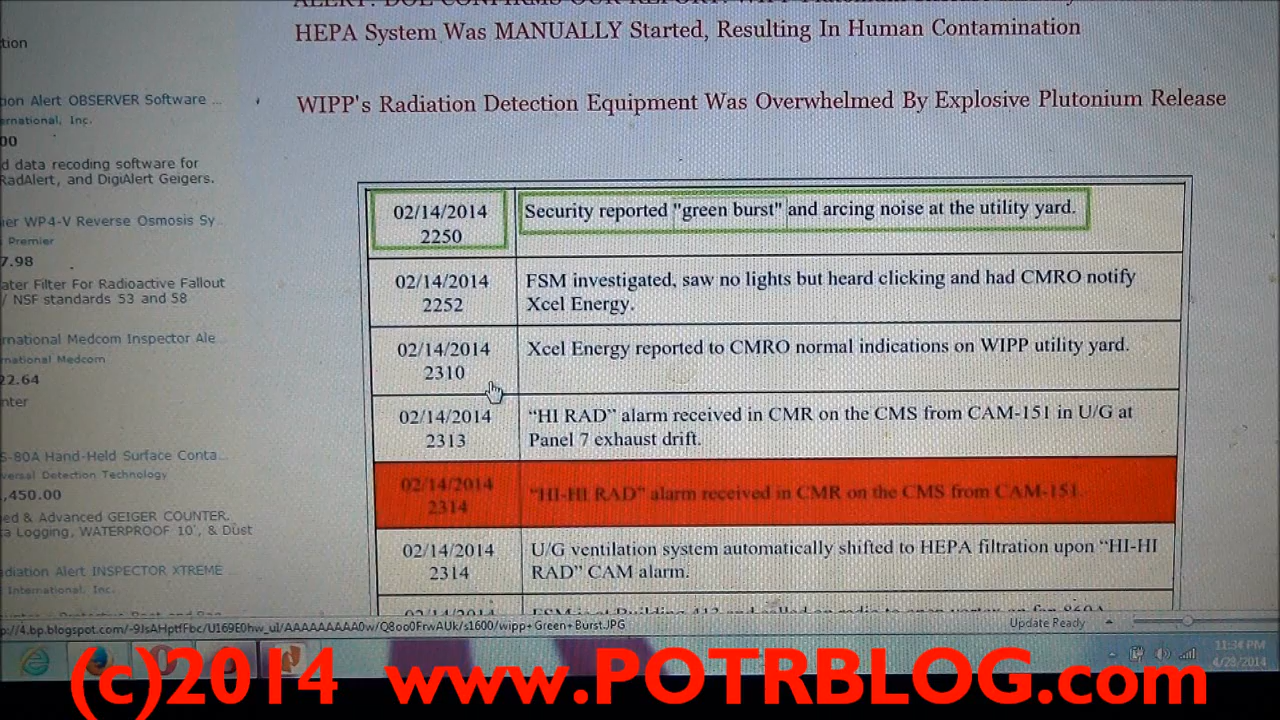 HEPA System Was MANUALLY Started, Resulting In Human Contamination
WIPP's Radiation Detection Equipment Was Overwhelmed By Explosive Plutonium Release
tion
Alert OBSERVER Software ...
ernational, Inc.
00
d data recoding software for
RadAlert, and DigiAlert Geigers.
ier WP4-V Reverse Osmosis Sy...
Premier
7.98
ater Filter For Radioactive Fallout
/ NSF standards 53 and 58
rnational Medcom Inspector Ale...
rnational Medcom
22.64
nter
S-80A Hand-Held Surface Conta...
versal Detection Technology
,450.00
ed & Advanced GEIGER COUNTER,
a Logging, WATERPROOF 10', & Dust
adiation Alert INSPECTOR XTREME ...
International, Inc.
02/14/2014
2250
Security reported "green burst" and arcing noise at the utility yard.
02/14/2014
2252
FSM investigated, saw no lights but heard clicking and had CMRO notify
Xcel Energy.
02/14/2014
2310
Xcel Energy reported to CMRO normal indications on WIPP utility yard.
02/14/2014
2313
“HI RAD” alarm received in CMR on the CMS from CAM-151 in U/G at
Panel 7 exhaust drift.
02/14/2014
2314
“HI-HI RAD” alarm received in CMR on the CMS from CAM-151.
02/14/2014
2314
U/G ventilation system automatically shifted to HEPA filtration upon “HI-HI
RAD” CAM alarm.
02/14/2014
Update Ready
11:34 PM
4/28/2014
(c)2014 www.POTRBLOG.com